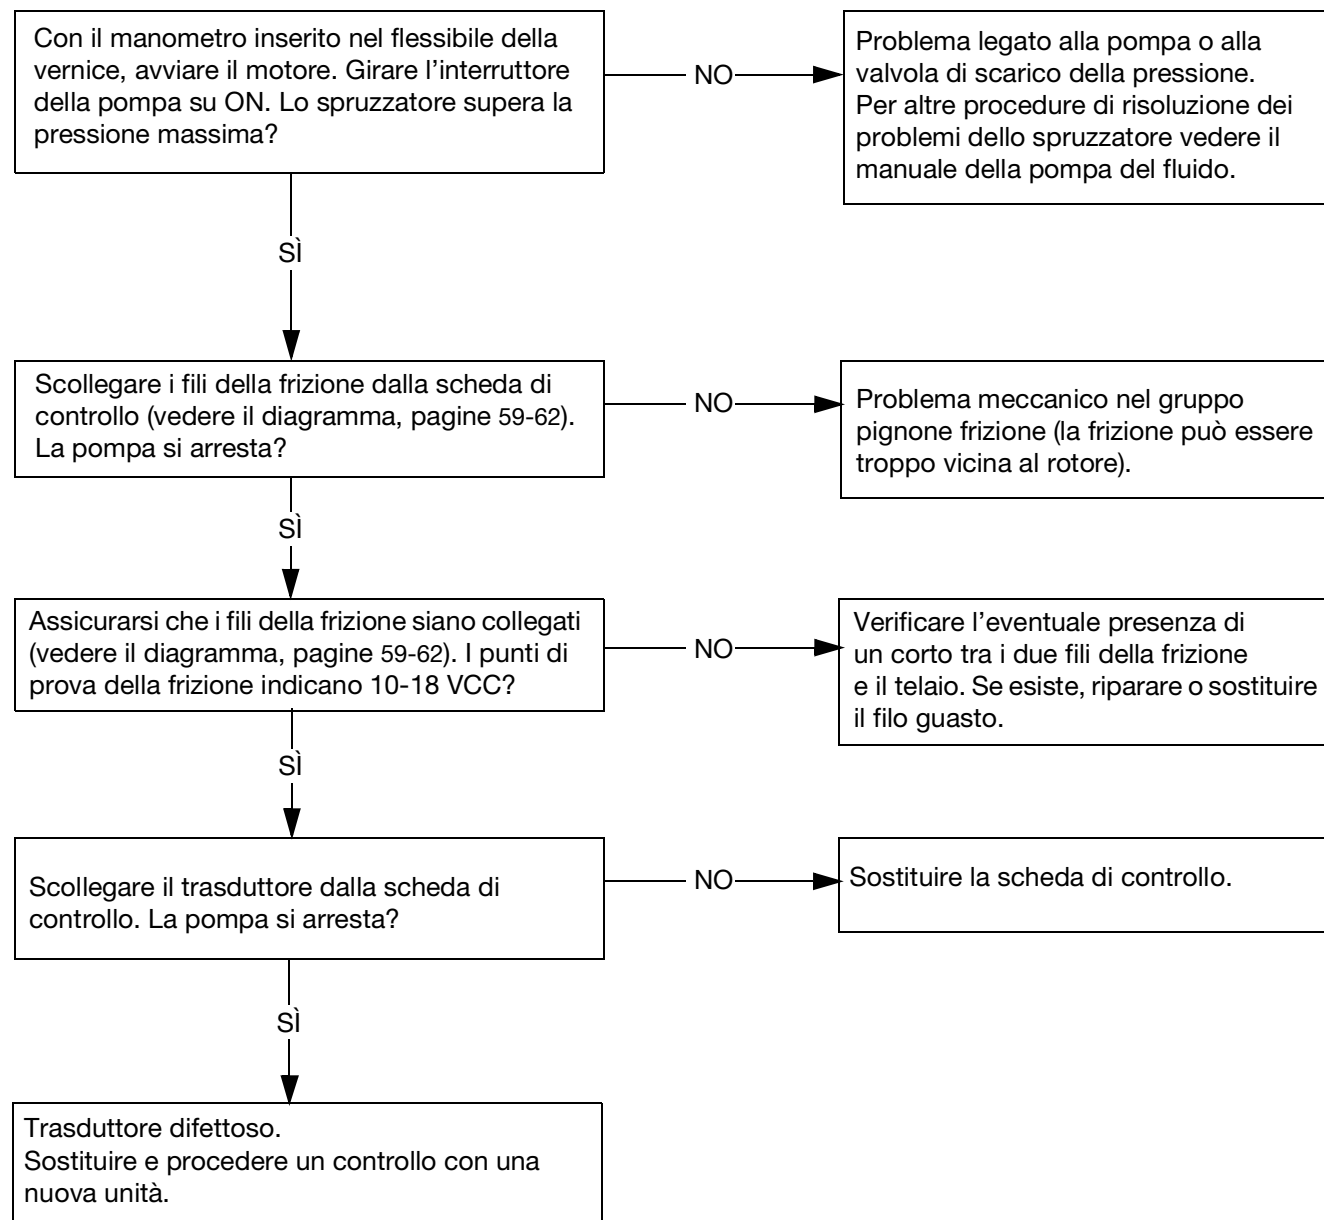 Con il manometro inserito nel flessibile della
vernice, avviare il motore. Girare l'interruttore
della pompa su ON. Lo spruzzatore supera la
pressione massima?
NO
Problema legato alla pompa o alla
valvola di scarico della pressione.
Per altre procedure di risoluzione dei
problemi dello spruzzatore vedere il
manuale della pompa del fluido.
SÌ
Scollegare i fili della frizione dalla scheda di
controllo (vedere il diagramma, pagine 59-62).
La pompa si arresta?
NO
Problema meccanico nel gruppo
pignone frizione (la frizione può essere
troppo vicina al rotore).
SÌ
Assicurarsi che i fili della frizione siano collegati
(vedere il diagramma, pagine 59-62). I punti di
prova della frizione indicano 10-18 VCC?
NO
Verificare l'eventuale presenza di
un corto tra i due fili della frizione
e il telaio. Se esiste, riparare o sostituire
il filo guasto.
SÌ
Scollegare il trasduttore dalla scheda di
controllo. La pompa si arresta?
NO
Sostituire la scheda di controllo.
SÌ
Trasduttore difettoso.
Sostituire e procedere un controllo con una
nuova unità.